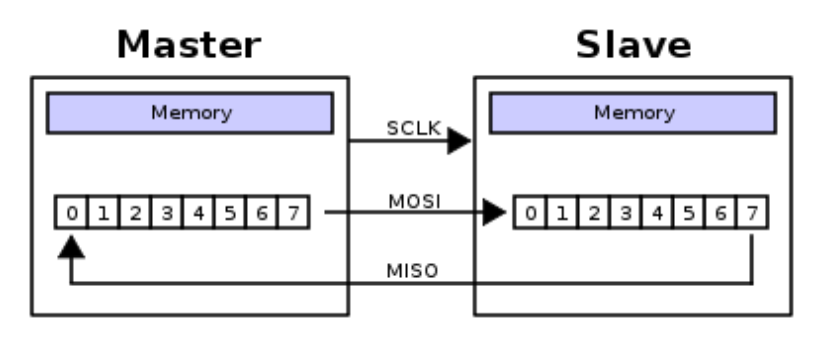 Master Slave
Memory Memory
SCLK
MOSI
0 1 2 3 4 5 6 7 0 1 2 3 4 5 6 7
MISO